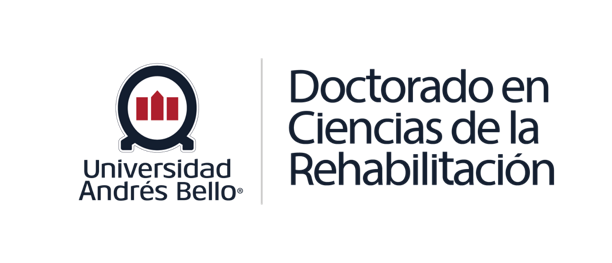 Universidad
Andrés Bello®
Doctorado en
Ciencias de la
Rehabilitación